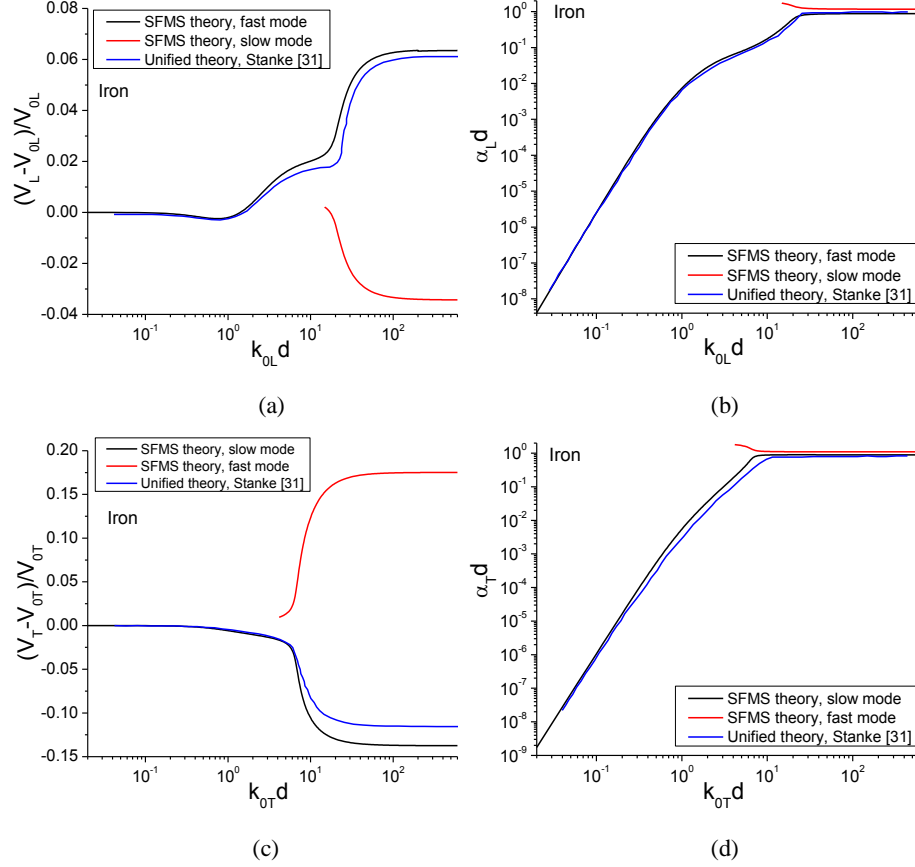 SFMS theory, fast mode
SFMS theory, slow mode
Unified theory, Stanke [31]
Iron
(V_L-V_0L)/V_0L
0.08
0.06
0.04
0.02
0.00
-0.02
-0.04
10^-1
10^0
10^1
10^2
k_0L d
(a)
Iron
α_L d
10^0
10^-1
10^-2
10^-3
10^-4
10^-5
10^-6
10^-7
10^-8
SFMS theory, fast mode
SFMS theory, slow mode
Unified theory, Stanke [31]
10^-1
10^0
10^1
10^2
k_0L d
(b)
SFMS theory, slow mode
SFMS theory, fast mode
Unified theory, Stanke [31]
Iron
(V_T-V_0T)/V_0T
0.20
0.15
0.10
0.05
0.00
-0.05
-0.10
-0.15
10^-1
10^0
10^1
10^2
k_0T d
(c)
Iron
α_T d
10^0
10^-1
10^-2
10^-3
10^-4
10^-5
10^-6
10^-7
10^-8
10^-9
SFMS theory, slow mode
SFMS theory, fast mode
Unified theory, Stanke [31]
10^-1
10^0
10^1
10^2
k_0T d
(d)